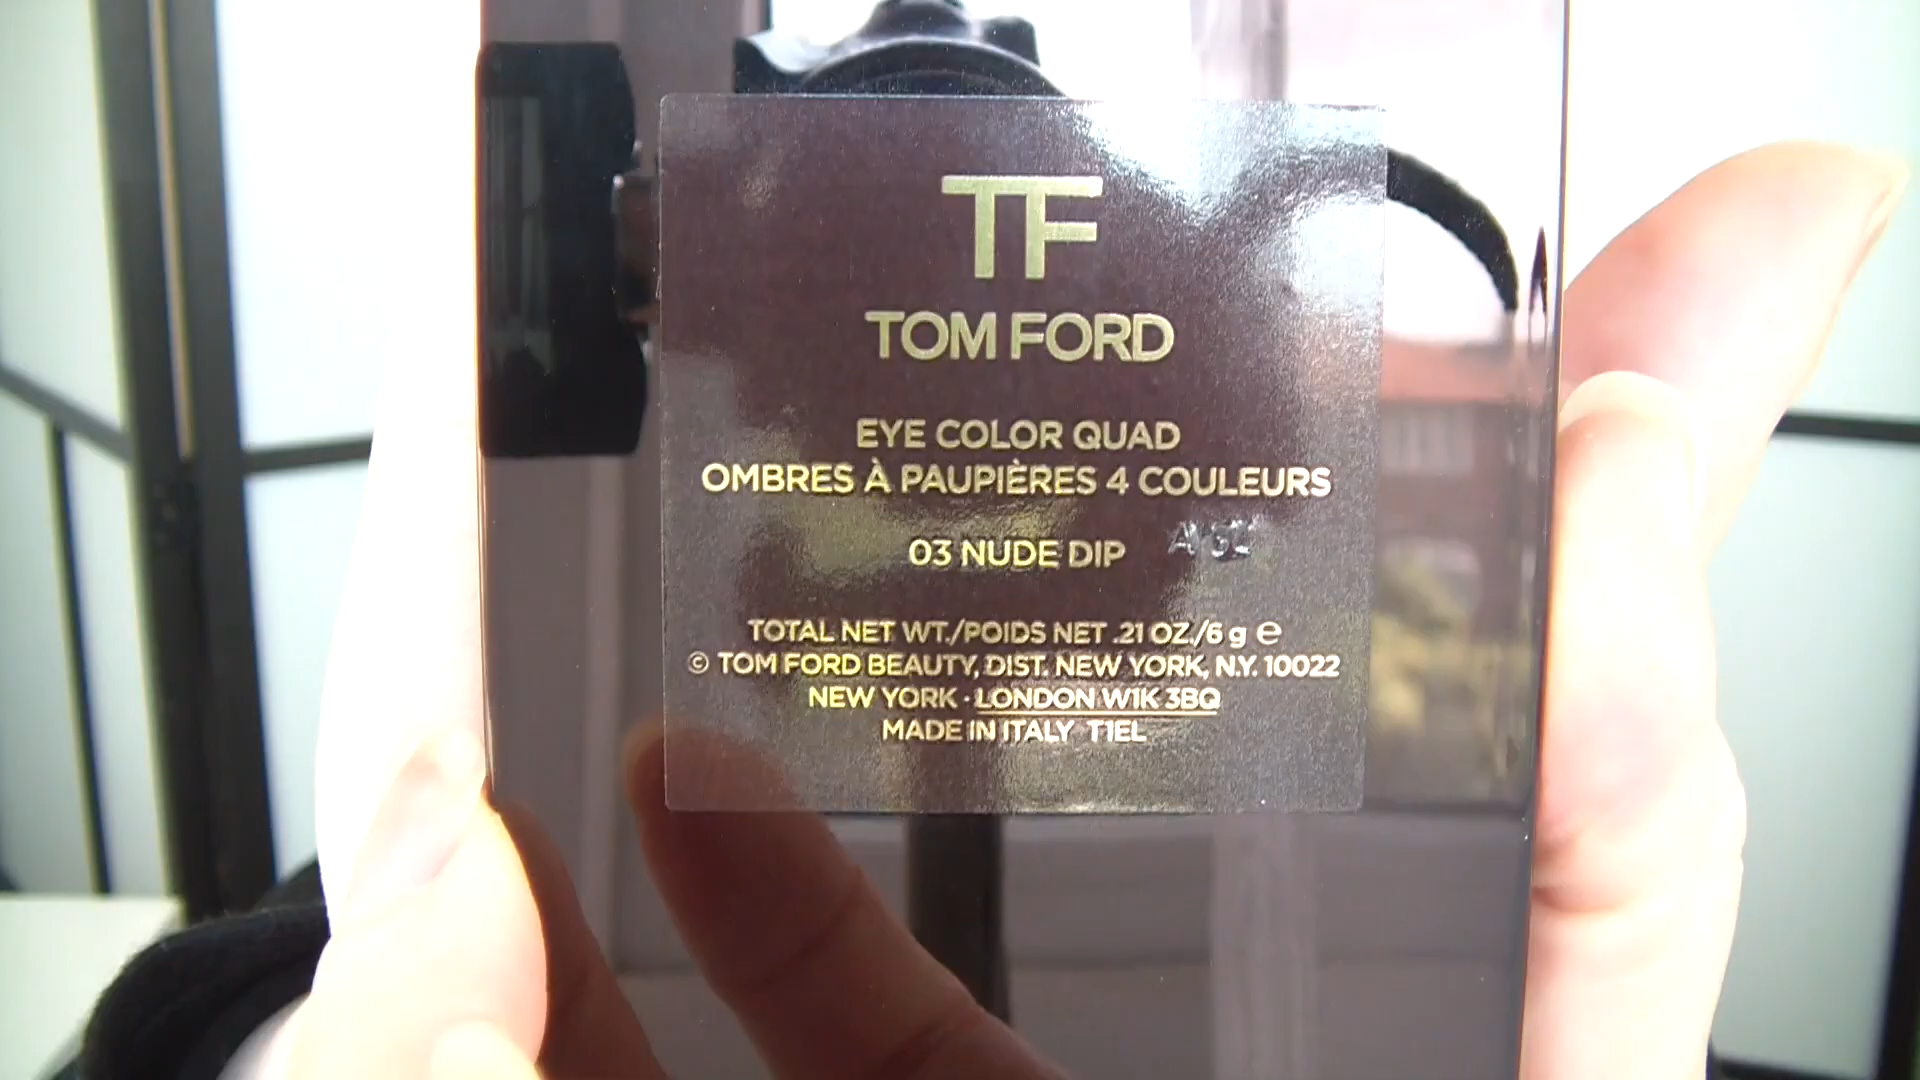 TF
TOM FORD
EYE COLOR QUAD
OMBRES À PAUPIÈRES 4 COULEURS
03 NUDE DIP
TOTAL NET WT./POIDS NET .21 OZ./6 g e
© TOM FORD BEAUTY, DIST. NEW YORK, N.Y. 10022
NEW YORK · LONDON W1K 3BQ
MADE IN ITALY T1EL